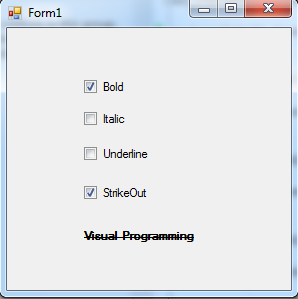 Form1
Bold
Italic
Underline
StrikeOut
Visual Programming